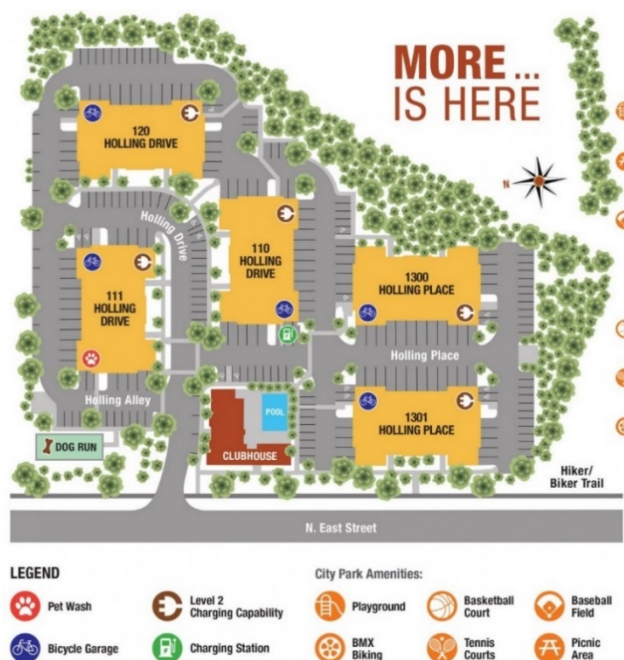 MORE ...
IS HERE
N
120
HOLLING DRIVE
Holling Drive
110
HOLLING
DRIVE
111
HOLLING
DRIVE
1300
HOLLING PLACE
Holling Place
Holling Alley
1301
HOLLING PLACE
POOL
CLUBHOUSE
DOG RUN
Hiker/
Biker Trail
N. East Street
LEGEND
Pet Wash
Level 2
Charging Capability
Bicycle Garage
Charging Station
City Park Amenities:
Playground
Basketball
Court
Baseball
Field
BMX
Biking
Tennis
Courts
Picnic
Area